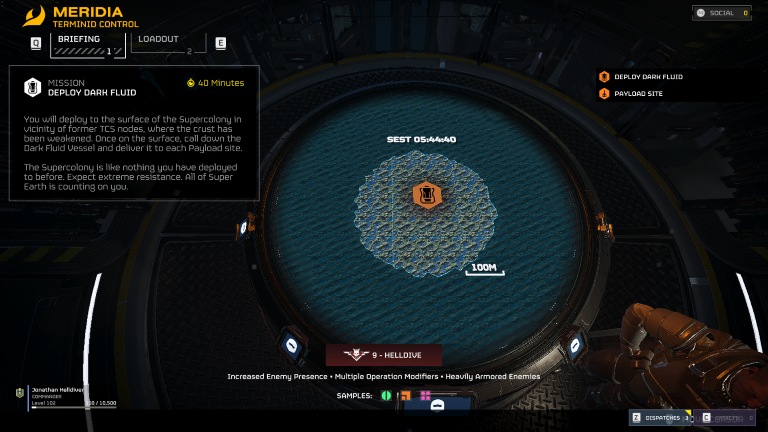 MERIDIA
TERMINID CONTROL
SOCIAL 0
Q
BRIEFING
1
LOADOUT
2
E
MISSION
DEPLOY DARK FLUID
40 Minutes
You will deploy to the surface of the Supercolony in
vicinity of former TCS nodes, where the crust has
been weakened. Once on the surface, call down the
Dark Fluid Vessel and deliver it to each Payload site.
The Supercolony is like nothing you have deployed
to before. Expect extreme resistance. All of Super
Earth is counting on you.
DEPLOY DARK FLUID
PAYLOAD SITE
SEST 05:44:40
100M
9 - HELLDIVE
Increased Enemy Presence • Multiple Operation Modifiers • Heavily Armored Enemies
SAMPLES:
Jonathan Helldiver
COMMANDER
Level 102
/ 10,500
Z DISPATCHES 3
C
0